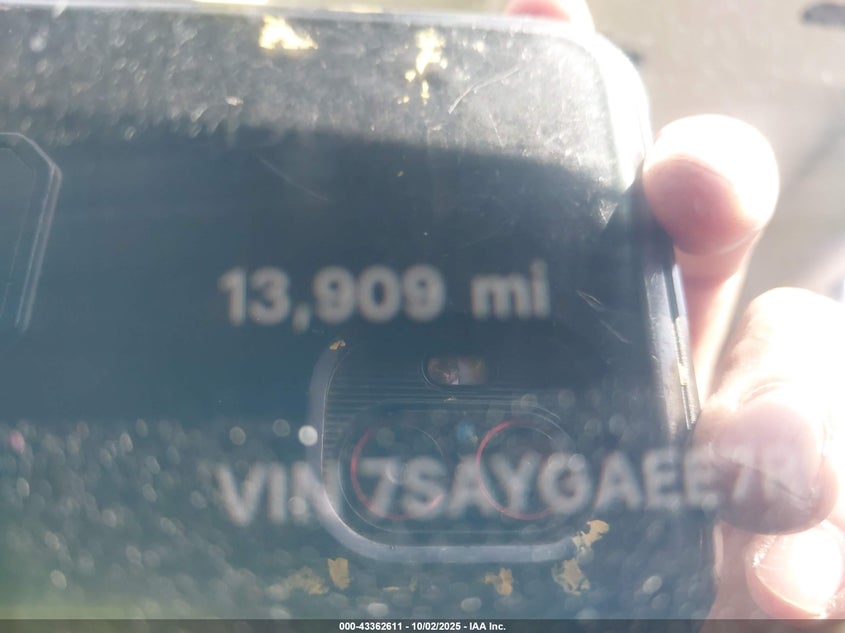 13,909 mi
VIN 7SAYGAEE7R
000-43362611 - 10/02/2025 - IAA Inc.